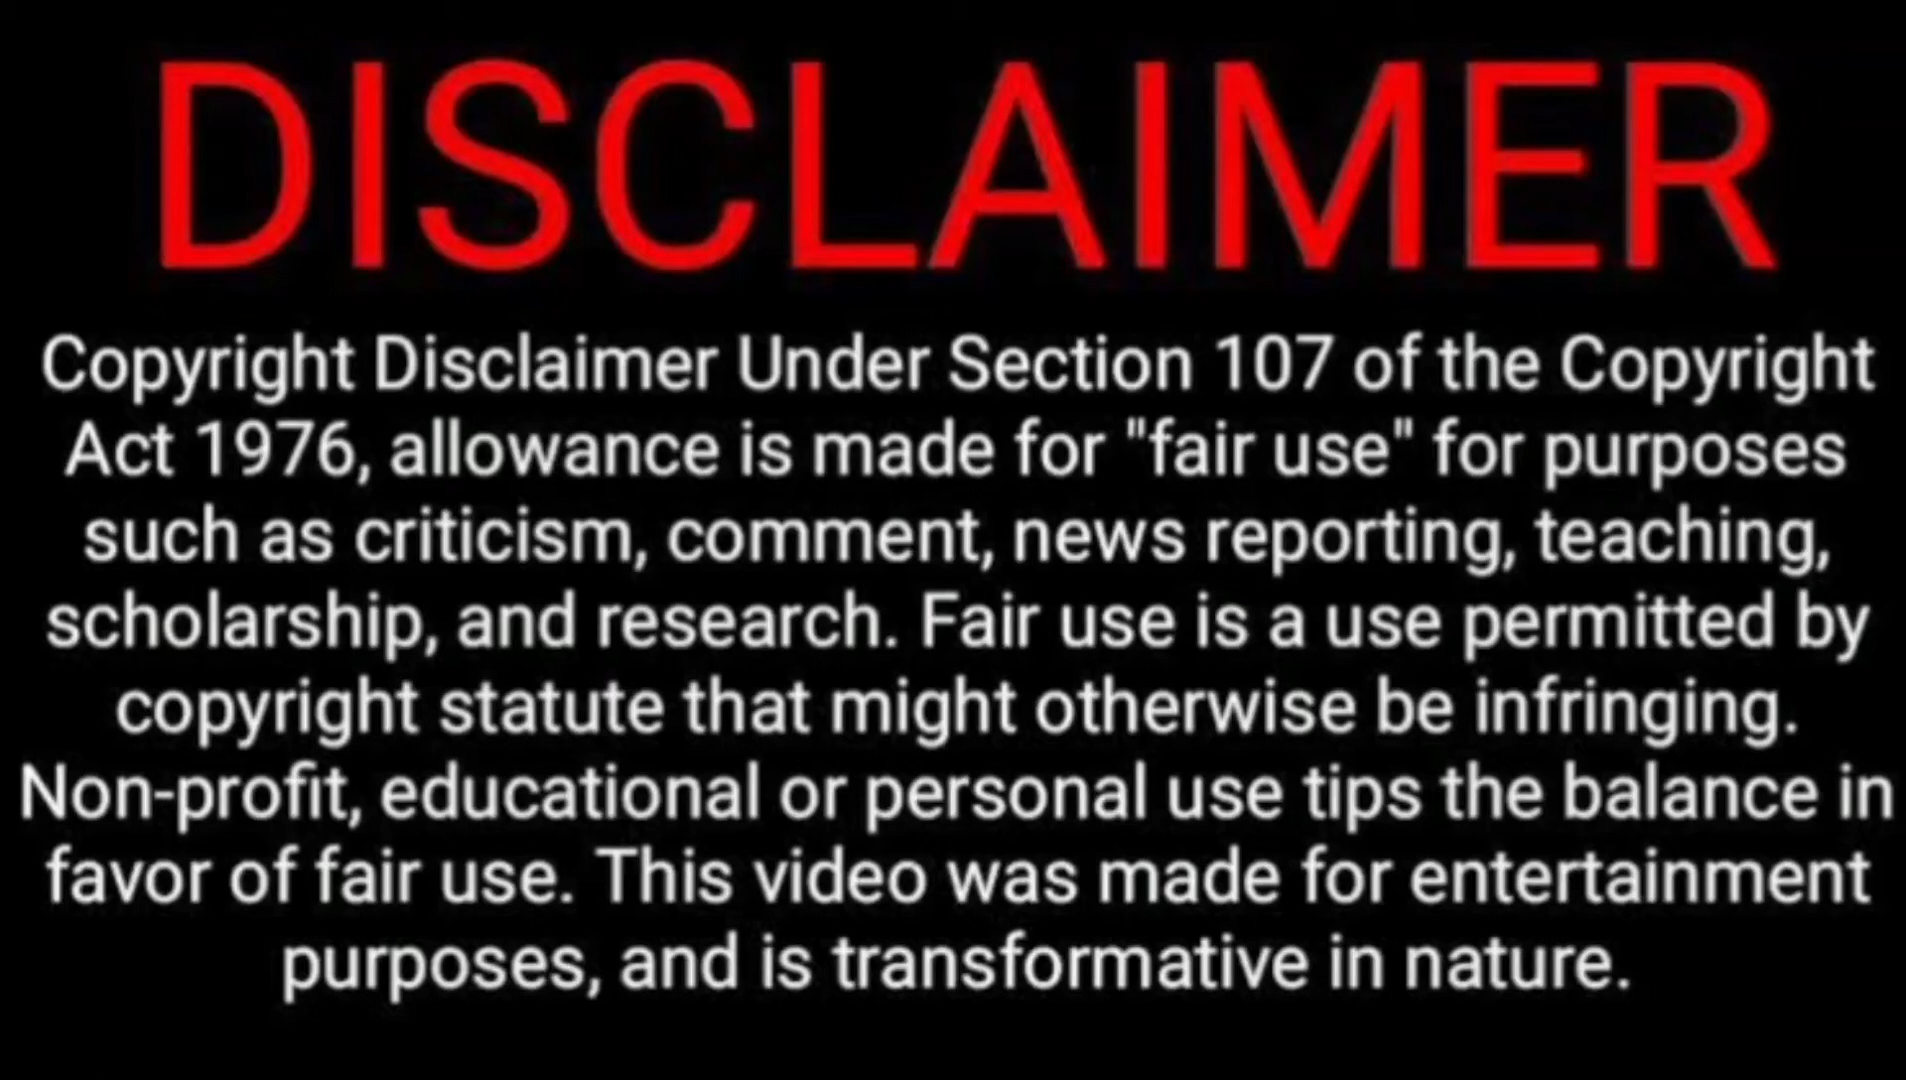 DISCLAIMER
Copyright Disclaimer Under Section 107 of the Copyright
Act 1976, allowance is made for "fair use" for purposes
such as criticism, comment, news reporting, teaching,
scholarship, and research. Fair use is a use permitted by
copyright statute that might otherwise be infringing.
Non-profit, educational or personal use tips the balance in
favor of fair use. This video was made for entertainment
purposes, and is transformative in nature.